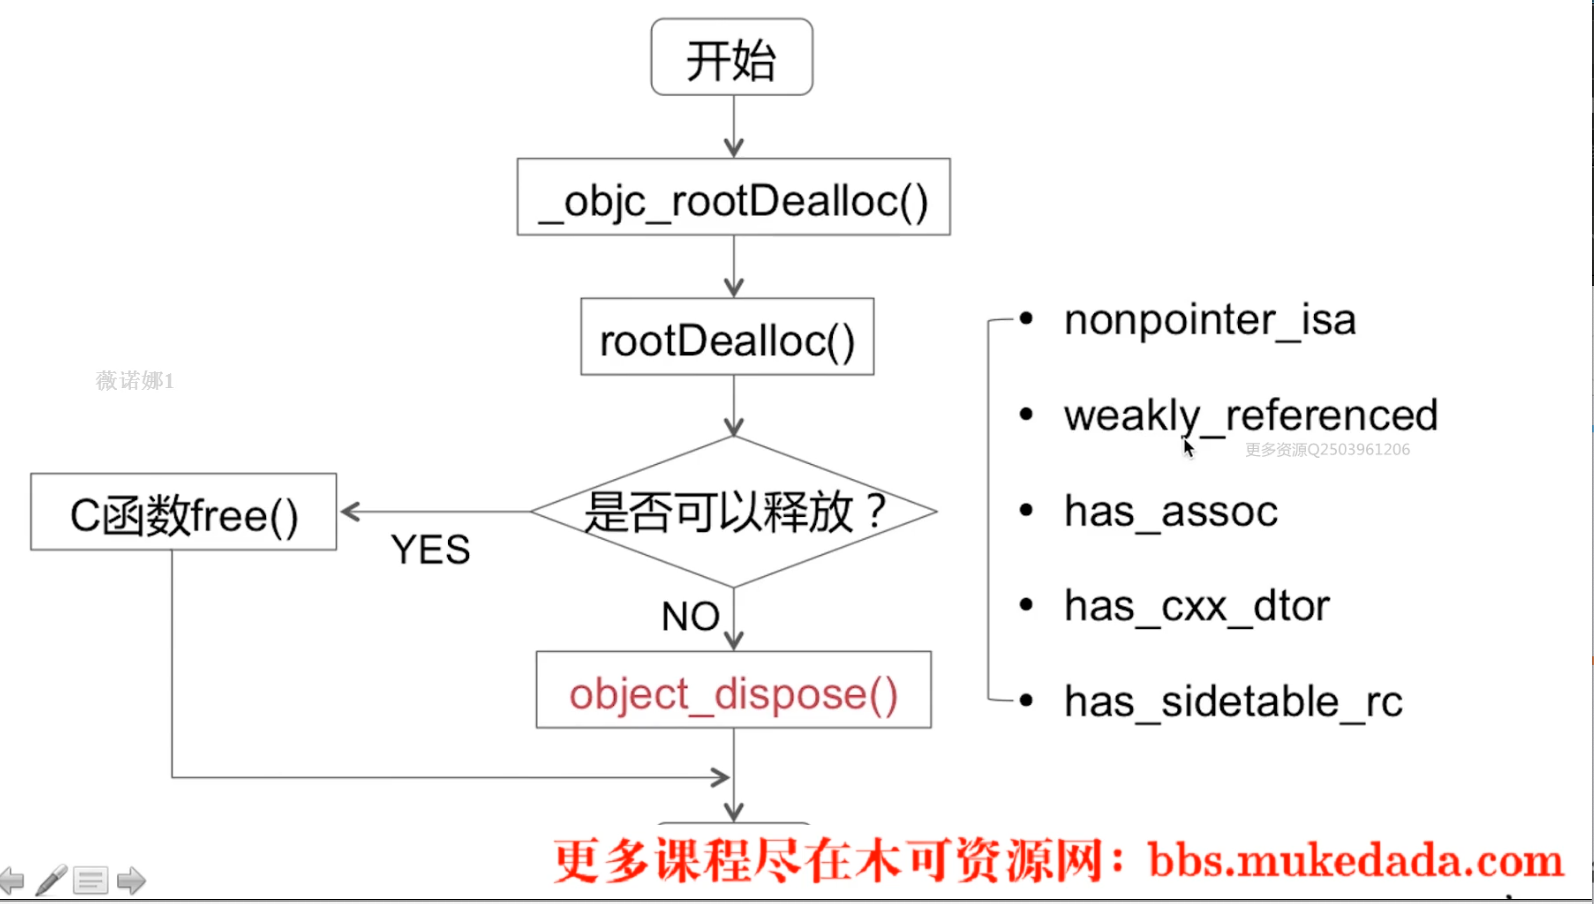 开始
_objc_rootDealloc()
rootDealloc()
是否可以释放？
YES
C函数free()
NO
object_dispose()
• nonpointer_isa
• weakly_referenced
• has_assoc
• has_cxx_dtor
• has_sidetable_rc
薇诺娜1
更多资源Q2503961206
更多课程尽在木可资源网：bbs.mukedada.com